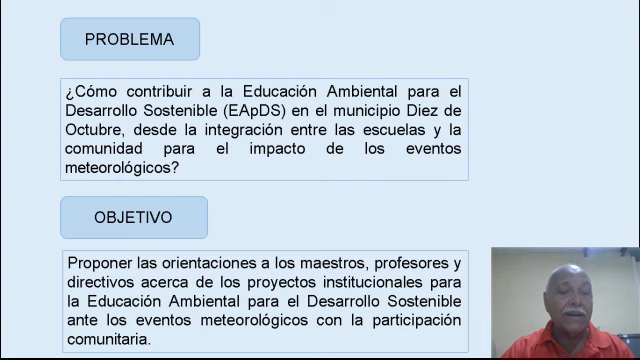 PROBLEMA
¿Cómo contribuir a la Educación Ambiental para el
Desarrollo Sostenible (EApDS) en el municipio Diez de
Octubre, desde la integración entre las escuelas y la
comunidad para el impacto de los eventos
meteorológicos?
OBJETIVO
Proponer las orientaciones a los maestros, profesores y
directivos acerca de los proyectos institucionales para
la Educación Ambiental para el Desarrollo Sostenible
ante los eventos meteorológicos con la participación
comunitaria.